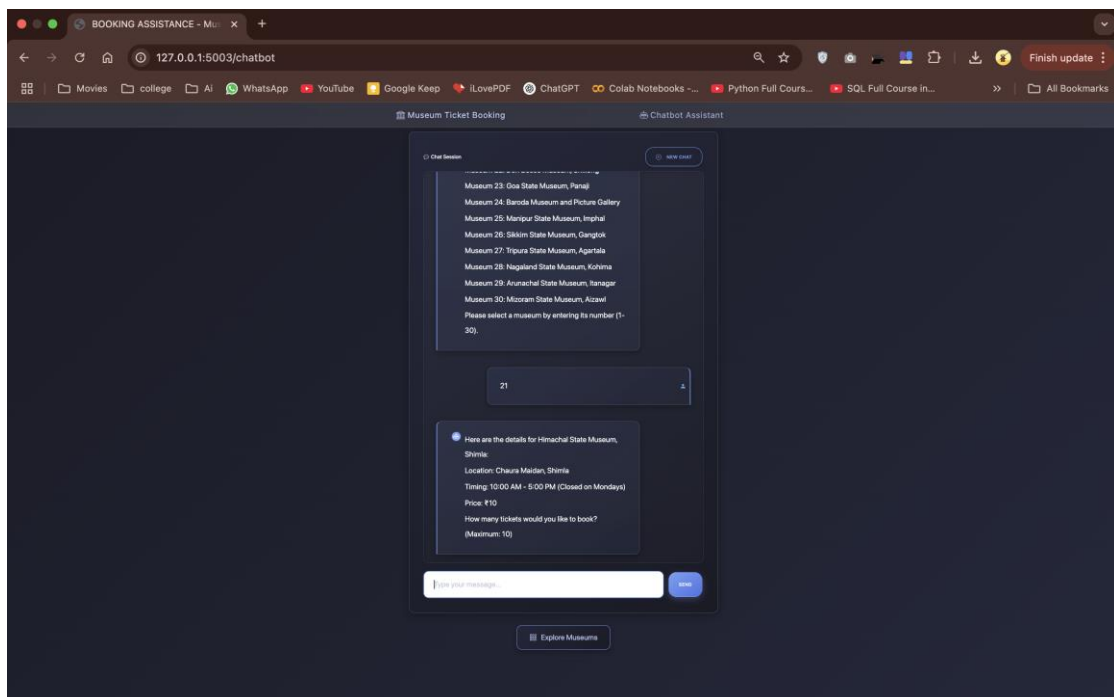 BOOKING ASSISTANCE - Mu
127.0.0.1:5003/chatbot
Finish update
Movies
college
Ai
WhatsApp
YouTube
Google Keep
iLovePDF
ChatGPT
Colab Notebooks -...
Python Full Cours...
SQL Full Course in...
All Bookmarks
Museum Ticket Booking
Chatbot Assistant
Chat Session
NEW CHAT
Museum 23: Goa State Museum, Panaji
Museum 24: Baroda Museum and Picture Gallery
Museum 25: Manipur State Museum, Imphal
Museum 26: Sikkim State Museum, Gangtok
Museum 27: Tripura State Museum, Agartala
Museum 28: Nagaland State Museum, Kohima
Museum 29: Arunachal State Museum, Itanagar
Museum 30: Mizoram State Museum, Aizawl
Please select a museum by entering its number (1-
30).
21
Here are the details for Himachal State Museum,
Shimla:
Location: Chaura Maidan, Shimla
Timing: 10:00 AM - 5:00 PM (Closed on Mondays)
Price: ₹10
How many tickets would you like to book?
(Maximum: 10)
Type your message...
SEND
Explore Museums